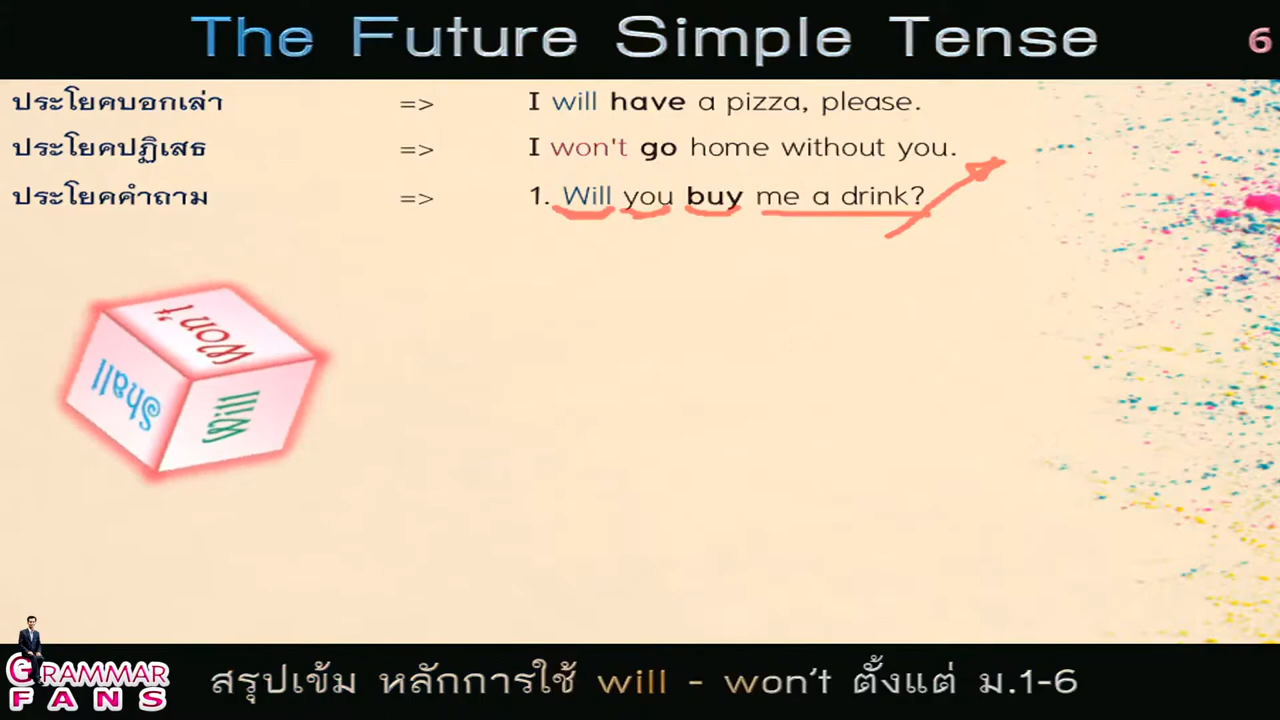 The Future Simple Tense
6
ประโยคบอกเล่า => I will have a pizza, please.
ประโยคปฏิเสธ => I won't go home without you.
ประโยคคำถาม => 1. Will you buy me a drink?
Won't
Shall
Will
GRAMMAR
FANS
สรุปเข้ม หลักการใช้ will - won't ตั้งแต่ ม.1-6